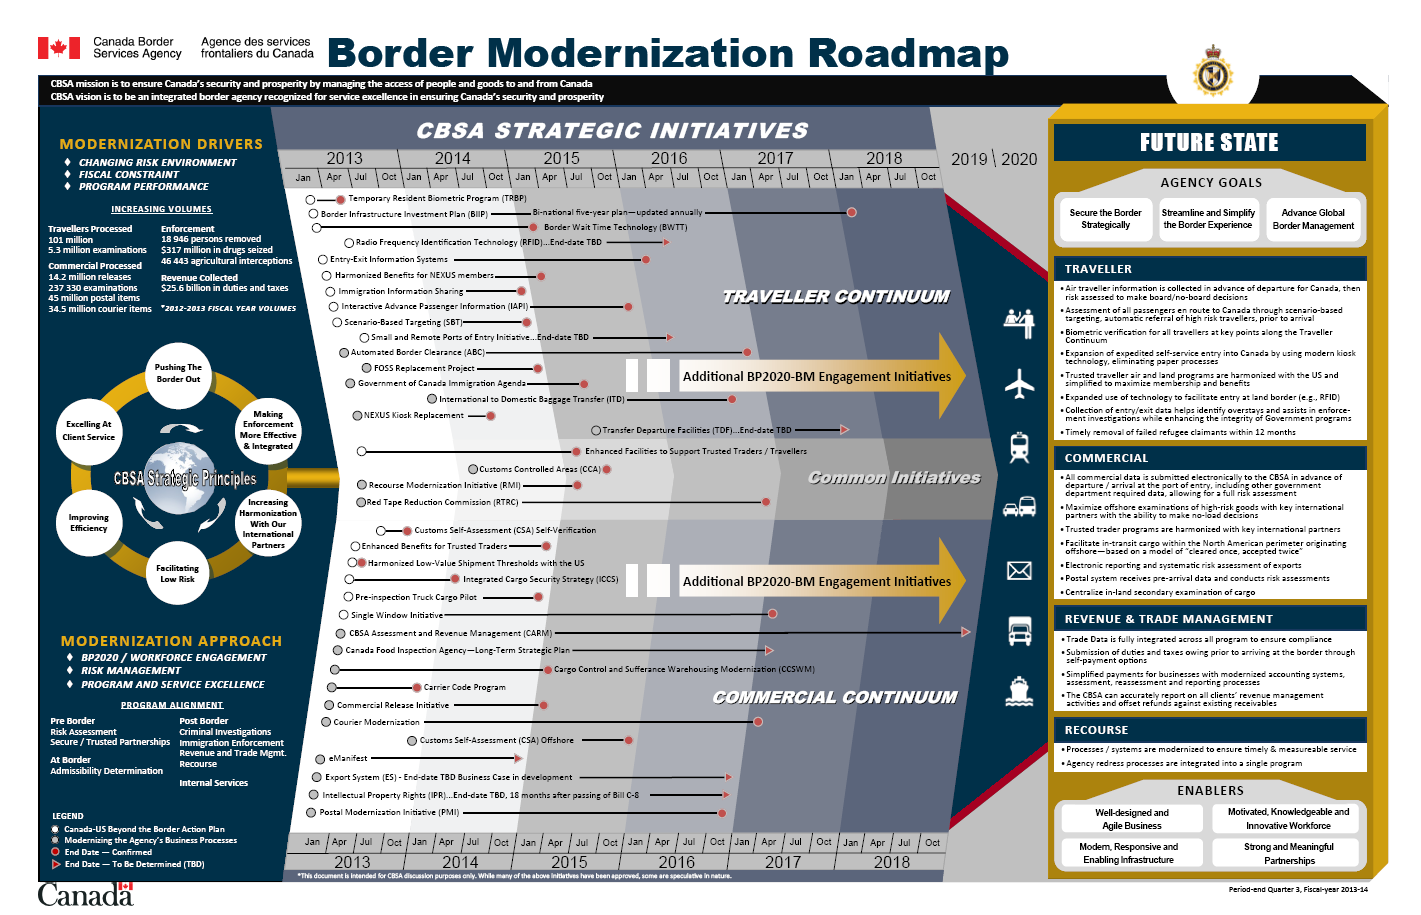 Canada Border
Services Agency
Agence des services
frontaliers du Canada
Border Modernization Roadmap
CBSA mission is to ensure Canada's security and prosperity by managing the access of people and goods to and from Canada
CBSA vision is to be an integrated border agency recognized for service excellence in ensuring Canada's security and prosperity
MODERNIZATION DRIVERS
♦ CHANGING RISK ENVIRONMENT
♦ FISCAL CONSTRAINT
♦ PROGRAM PERFORMANCE
INCREASING VOLUMES
Travellers Processed
101 million
5.3 million examinations
Commercial Processed
14.2 million releases
237 330 examinations
45 million postal items
34.5 million courier items
Enforcement
18 946 persons removed
$317 million in drugs seized
46 443 agricultural interceptions
Revenue Collected
$25.6 billion in duties and taxes
*2012-2013 FISCAL YEAR VOLUMES
Pushing The
Border Out
Excelling At
Client Service
Making
Enforcement
More Effective
& Integrated
CBSA Strategic Principles
Improving
Efficiency
Increasing
Harmonization
With Our
International
Partners
Facilitating
Low Risk
MODERNIZATION APPROACH
♦ BP2020 / WORKFORCE ENGAGEMENT
♦ RISK MANAGEMENT
♦ PROGRAM AND SERVICE EXCELLENCE
PROGRAM ALIGNMENT
Pre Border
Risk Assessment
Secure / Trusted Partnerships
At Border
Admissibility Determination
Post Border
Criminal Investigations
Immigration Enforcement
Revenue and Trade Mgmt.
Recourse
Internal Services
LEGEND
Canada-US Beyond the Border Action Plan
Modernizing the Agency's Business Processes
End Date — Confirmed
End Date — To Be Determined (TBD)
CBSA STRATEGIC INITIATIVES
2013 2014 2015 2016 2017 2018 2019 2020
Jan Apr Jul Oct Jan Apr Jul Oct Jan Apr Jul Oct Jan Apr Jul Oct Jan Apr Jul Oct Jan Apr Jul Oct
Temporary Resident Biometric Program (TRBP)
Border Infrastructure Investment Plan (BIIP) Bi-national five-year plan—updated annually
Border Wait Time Technology (BWTT)
Radio Frequency Identification Technology (RFID)...End-date TBD
Entry-Exit Information Systems
Harmonized Benefits for NEXUS members
Immigration Information Sharing
Interactive Advance Passenger Information (IAPI)
Scenario-Based Targeting (SBT)
Small and Remote Ports of Entry Initiative...End-date TBD
Automated Border Clearance (ABC)
FOSS Replacement Project
Government of Canada Immigration Agenda
International to Domestic Baggage Transfer (ITD)
NEXUS Kiosk Replacement
Transfer Departure Facilities (TDF)...End-date TBD
TRAVELLER CONTINUUM
Additional BP2020-BM Engagement Initiatives
Enhanced Facilities to Support Trusted Traders / Travellers
Customs Controlled Areas (CCA)
Recourse Modernization Initiative (RMI)
Red Tape Reduction Commission (RTRC)
Common Initiatives
Customs Self-Assessment (CSA) Self-Verification
Enhanced Benefits for Trusted Traders
Harmonized Low-Value Shipment Thresholds with the US
Integrated Cargo Security Strategy (ICCS)
Pre-inspection Truck Cargo Pilot
Single Window Initiative
CBSA Assessment and Revenue Management (CARM)
Canada Food Inspection Agency—Long-Term Strategic Plan
Cargo Control and Sufferance Warehousing Modernization (CCSWM)
Carrier Code Program
Commercial Release Initiative
Courier Modernization
Customs Self-Assessment (CSA) Offshore
eManifest
Export System (ES) - End-date TBD Business Case in development
Intellectual Property Rights (IPR)...End-date TBD, 18 months after passing of Bill C-8
Postal Modernization Initiative (PMI)
Additional BP2020-BM Engagement Initiatives
COMMERCIAL CONTINUUM
Jan Apr Jul Oct Jan Apr Jul Oct Jan Apr Jul Oct Jan Apr Jul Oct Jan Apr Jul Oct Jan Apr Jul Oct
2013 2014 2015 2016 2017 2018
*This document is intended for CBSA discussion purposes only. While many of the above initiatives have been approved, some are speculative in nature.
FUTURE STATE
AGENCY GOALS
Secure the Border
Strategically
Streamline and Simplify
the Border Experience
Advance Global
Border Management
TRAVELLER
• Air traveller information is collected in advance of departure for Canada, then
risk assessed to make board/no-board decisions
• Assessment of all passengers en route to Canada through scenario-based
targeting, automatic referral of high risk travellers, prior to arrival
• Biometric verification for all travellers at key points along the Traveller
Continuum
• Expansion of expedited self-service entry into Canada by using modern kiosk
technology, eliminating paper processes
• Trusted traveller air and land programs are harmonized with the US and
simplified to maximize membership and benefits
• Expanded use of technology to facilitate entry at land border (e.g., RFID)
• Collection of entry/exit data helps identify overstays and assists in enforce-
ment investigations while enhancing the integrity of Government programs
• Timely removal of failed refugee claimants within 12 months
COMMERCIAL
• All commercial data is submitted electronically to the CBSA in advance of
departure / arrival at the port of entry, including other government
department required data, allowing for a full risk assessment
• Maximize offshore examinations of high-risk goods with key international
partners with the ability to make no-load decisions
• Trusted trader programs are harmonized with key international partners
• Facilitate in-transit cargo within the North American perimeter originating
offshore—based on a model of "cleared once, accepted twice"
• Electronic reporting and systematic risk assessment of exports
• Postal system receives pre-arrival data and conducts risk assessments
• Centralize in-land secondary examination of cargo
REVENUE & TRADE MANAGEMENT
• Trade Data is fully integrated across all program to ensure compliance
• Submission of duties and taxes owing prior to arriving at the border through
self-payment options
• Simplified payments for businesses with modernized accounting systems,
assessment, reassessment and reporting processes
• The CBSA can accurately report on all clients' revenue management
activities and offset refunds against existing receivables
RECOURSE
• Processes / systems are modernized to ensure timely & measureable service
• Agency redress processes are integrated into a single program
ENABLERS
Well-designed and
Agile Business
Motivated, Knowledgeable and
Innovative Workforce
Modern, Responsive and
Enabling Infrastructure
Strong and Meaningful
Partnerships
Canada
Period-end Quarter 3, Fiscal-year 2013-14